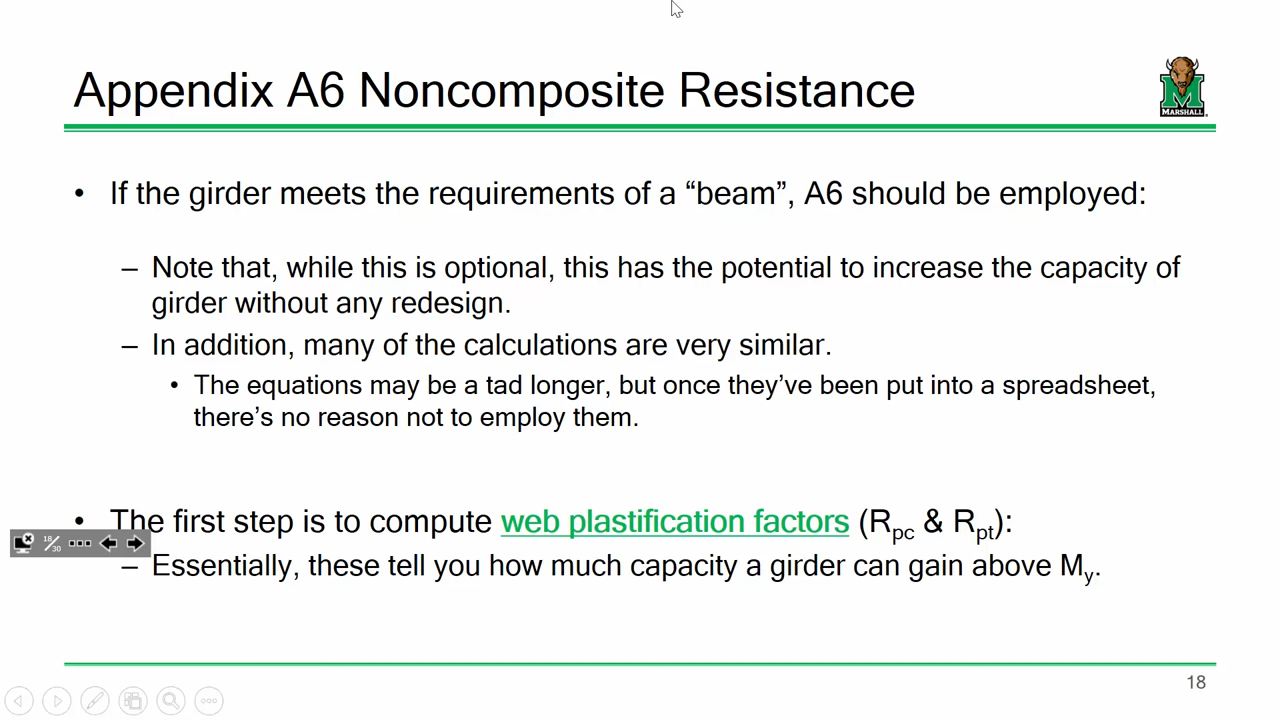 Appendix A6 Noncomposite Resistance
MARSHALL
• If the girder meets the requirements of a “beam”, A6 should be employed:
– Note that, while this is optional, this has the potential to increase the capacity of
girder without any redesign.
– In addition, many of the calculations are very similar.
• The equations may be a tad longer, but once they’ve been put into a spreadsheet,
there’s no reason not to employ them.
• The first step is to compute web plastification factors (Rpc & Rpt):
18/30
– Essentially, these tell you how much capacity a girder can gain above My.
18